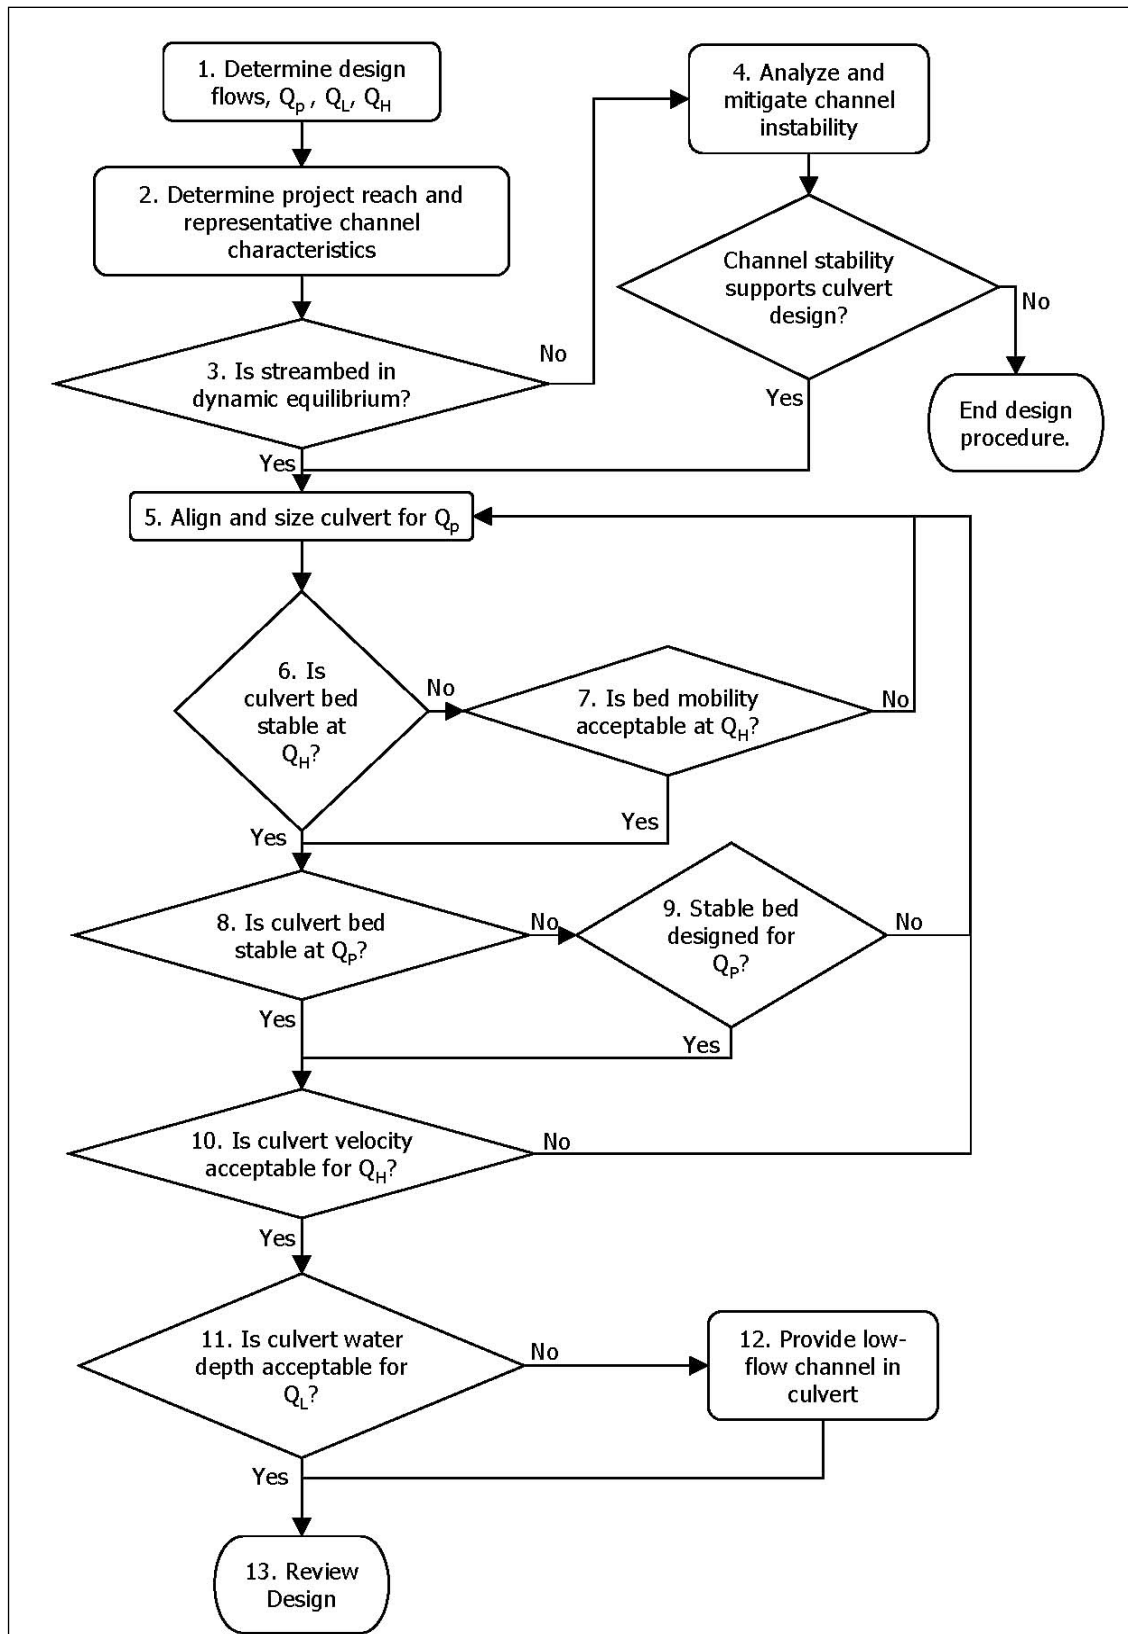 1. Determine design
flows, Qp , QL, QH
4. Analyze and
mitigate channel
instability
2. Determine project reach and
representative channel
characteristics
Channel stability
supports culvert
design?
No
No
3. Is streambed in
dynamic equilibrium?
Yes
End design
procedure.
Yes
5. Align and size culvert for Qp
6. Is
culvert bed
stable at
QH?
No
7. Is bed mobility
acceptable at QH?
No
Yes
Yes
8. Is culvert bed
stable at QP?
No
9. Stable bed
designed for
QP?
No
Yes
Yes
10. Is culvert velocity
acceptable for QH?
No
Yes
11. Is culvert water
depth acceptable for
QL?
No
12. Provide low-
flow channel in
culvert
Yes
13. Review
Design